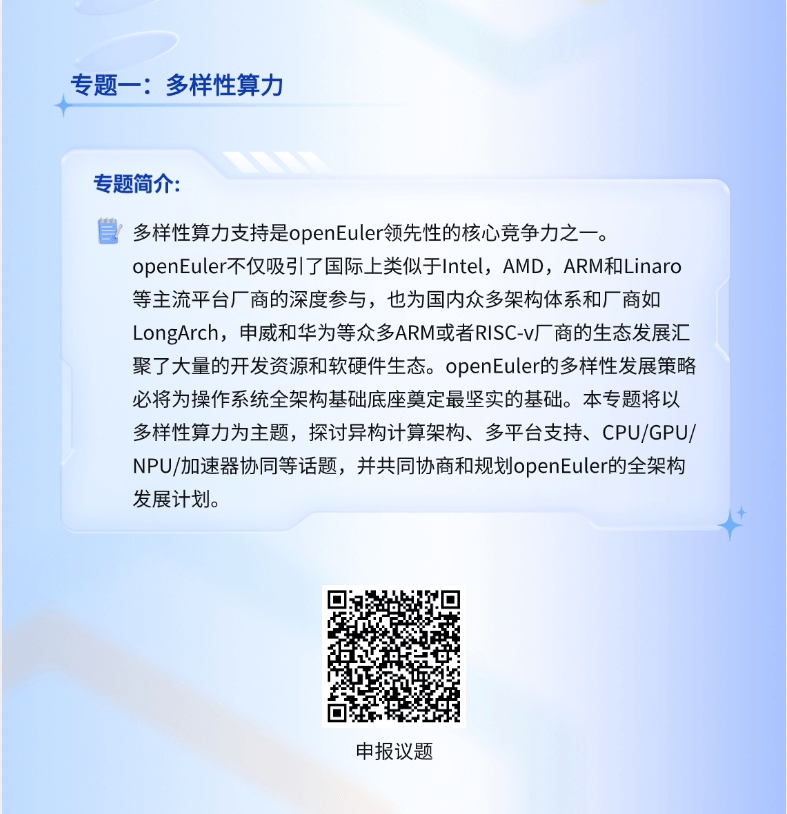 专题一：多样性算力
专题简介:
多样性算力支持是openEuler领先性的核心竞争力之一。
openEuler不仅吸引了国际上类似于Intel，AMD，ARM和Linaro
等主流平台厂商的深度参与，也为国内众多架构体系和厂商如
LongArch，申威和华为等众多ARM或者RISC-v厂商的生态发展汇
聚了大量的开发资源和软硬件生态。openEuler的多样性发展策略
必将为操作系统全架构基础底座奠定最坚实的基础。本专题将以
多样性算力为主题，探讨异构计算架构、多平台支持、CPU/GPU/
NPU/加速器协同等话题，并共同协商和规划openEuler的全架构
发展计划。
申报议题